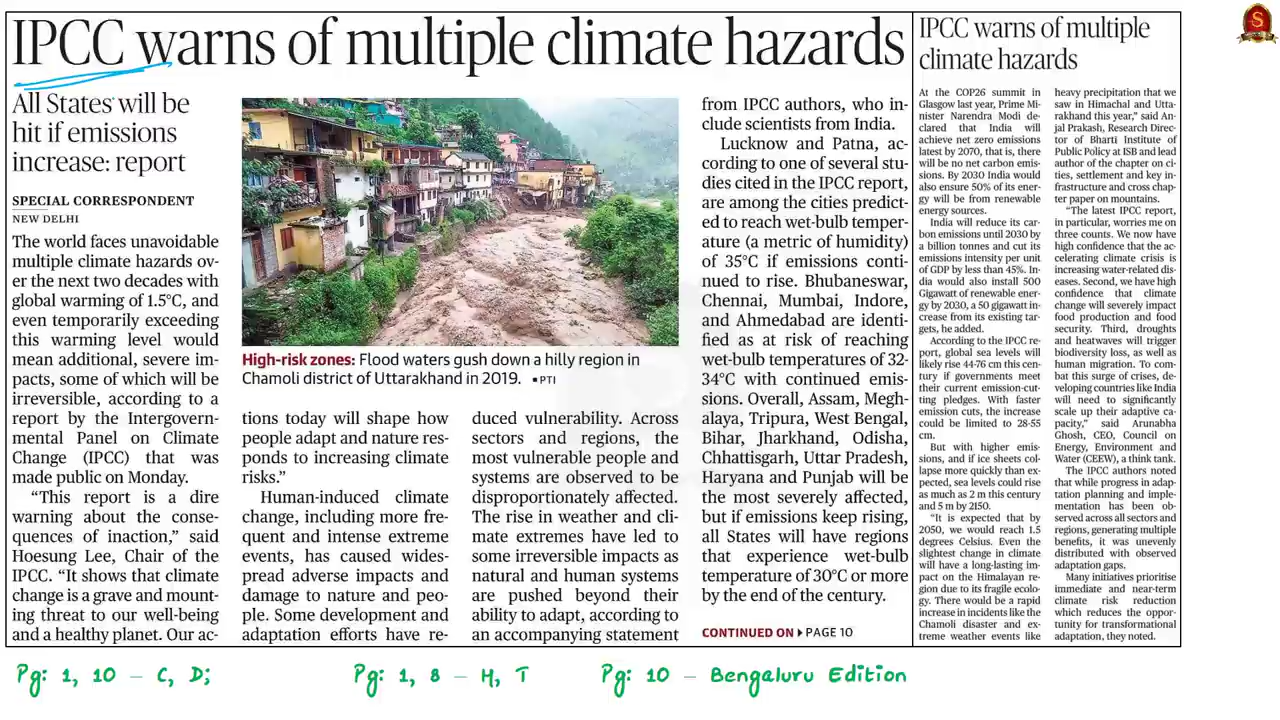 IPCC warns of multiple climate hazards
All States will be
hit if emissions
increase: report
SPECIAL CORRESPONDENT
NEW DELHI
The world faces unavoidable
multiple climate hazards ov-
er the next two decades with
global warming of 1.5°C, and
even temporarily exceeding
this warming level would
mean additional, severe im-
pacts, some of which will be
irreversible, according to a
report by the Intergovern-
mental Panel on Climate
Change (IPCC) that was
made public on Monday.
“This report is a dire
warning about the conse-
quences of inaction,” said
Hoesung Lee, Chair of the
IPCC. “It shows that climate
change is a grave and mount-
ing threat to our well-being
and a healthy planet. Our ac-
High-risk zones: Flood waters gush down a hilly region in
Chamoli district of Uttarakhand in 2019. ▪PTI
tions today will shape how
people adapt and nature res-
ponds to increasing climate
risks.”
Human-induced climate
change, including more fre-
quent and intense extreme
events, has caused wides-
pread adverse impacts and
damage to nature and peo-
ple. Some development and
adaptation efforts have re-
duced vulnerability. Across
sectors and regions, the
most vulnerable people and
systems are observed to be
disproportionately affected.
The rise in weather and cli-
mate extremes have led to
some irreversible impacts as
natural and human systems
are pushed beyond their
ability to adapt, according to
an accompanying statement
from IPCC authors, who in-
clude scientists from India.
Lucknow and Patna, ac-
cording to one of several stu-
dies cited in the IPCC report,
are among the cities predict-
ed to reach wet-bulb temper-
ature (a metric of humidity)
of 35°C if emissions conti-
nued to rise. Bhubaneswar,
Chennai, Mumbai, Indore,
and Ahmedabad are identi-
fied as at risk of reaching
wet-bulb temperatures of 32-
34°C with continued emis-
sions. Overall, Assam, Megh-
alaya, Tripura, West Bengal,
Bihar, Jharkhand, Odisha,
Chhattisgarh, Uttar Pradesh,
Haryana and Punjab will be
the most severely affected,
but if emissions keep rising,
all States will have regions
that experience wet-bulb
temperature of 30°C or more
by the end of the century.
CONTINUED ON ▸ PAGE 10
IPCC warns of multiple
climate hazards
At the COP26 summit in
Glasgow last year, Prime Mi-
nister Narendra Modi de-
clared that India will
achieve net zero emissions
latest by 2070, that is, there
will be no net carbon emis-
sions. By 2030 India would
also ensure 50% of its ener-
gy will be from renewable
energy sources.
India will reduce its car-
bon emissions until 2030 by
a billion tonnes and cut its
emissions intensity per unit
of GDP by less than 45%. In-
dia would also install 500
Gigawatt of renewable ener-
gy by 2030, a 50 gigawatt in-
crease from its existing tar-
gets, he added.
According to the IPCC re-
port, global sea levels will
likely rise 44-76 cm this cen-
tury if governments meet
their current emission-cut-
ting pledges. With faster
emission cuts, the increase
could be limited to 28-55
cm.
But with higher emis-
sions, and if ice sheets col-
lapse more quickly than ex-
pected, sea levels could rise
as much as 2 m this century
and 5 m by 2150.
“It is expected that by
2050, we would reach 1.5
degrees Celsius. Even the
slightest change in climate
will have a long-lasting im-
pact on the Himalayan re-
gion due to its fragile ecolo-
gy. There would be a rapid
increase in incidents like the
Chamoli disaster and ex-
treme weather events like
heavy precipitation that we
saw in Himachal and Utta-
rakhand this year,” said An-
jal Prakash, Research Direc-
tor of Bharti Institute of
Public Policy at ISB and lead
author of the chapter on ci-
ties, settlement and key in-
frastructure and cross chap-
ter paper on mountains.
“The latest IPCC report,
in particular, worries me on
three counts. We now have
high confidence that the ac-
celerating climate crisis is
increasing water-related dis-
eases. Second, we have high
confidence that climate
change will severely impact
food production and food
security. Third, droughts
and heatwaves will trigger
biodiversity loss, as well as
human migration. To com-
bat this surge of crises, de-
veloping countries like India
will need to significantly
scale up their adaptive ca-
pacity,” said Arunabha
Ghosh, CEO, Council on
Energy, Environment and
Water (CEEW), a think tank.
The IPCC authors noted
that while progress in adap-
tation planning and imple-
mentation has been ob-
served across all sectors and
regions, generating multiple
benefits, it was unevenly
distributed with observed
adaptation gaps.
Many initiatives prioritise
immediate and near-term
climate risk reduction
which reduces the oppor-
tunity for transformational
adaptation, they noted.
Pg: 1, 10 – C, D;
Pg: 1, 8 – H, T
Pg: 10 – Bengaluru Edition